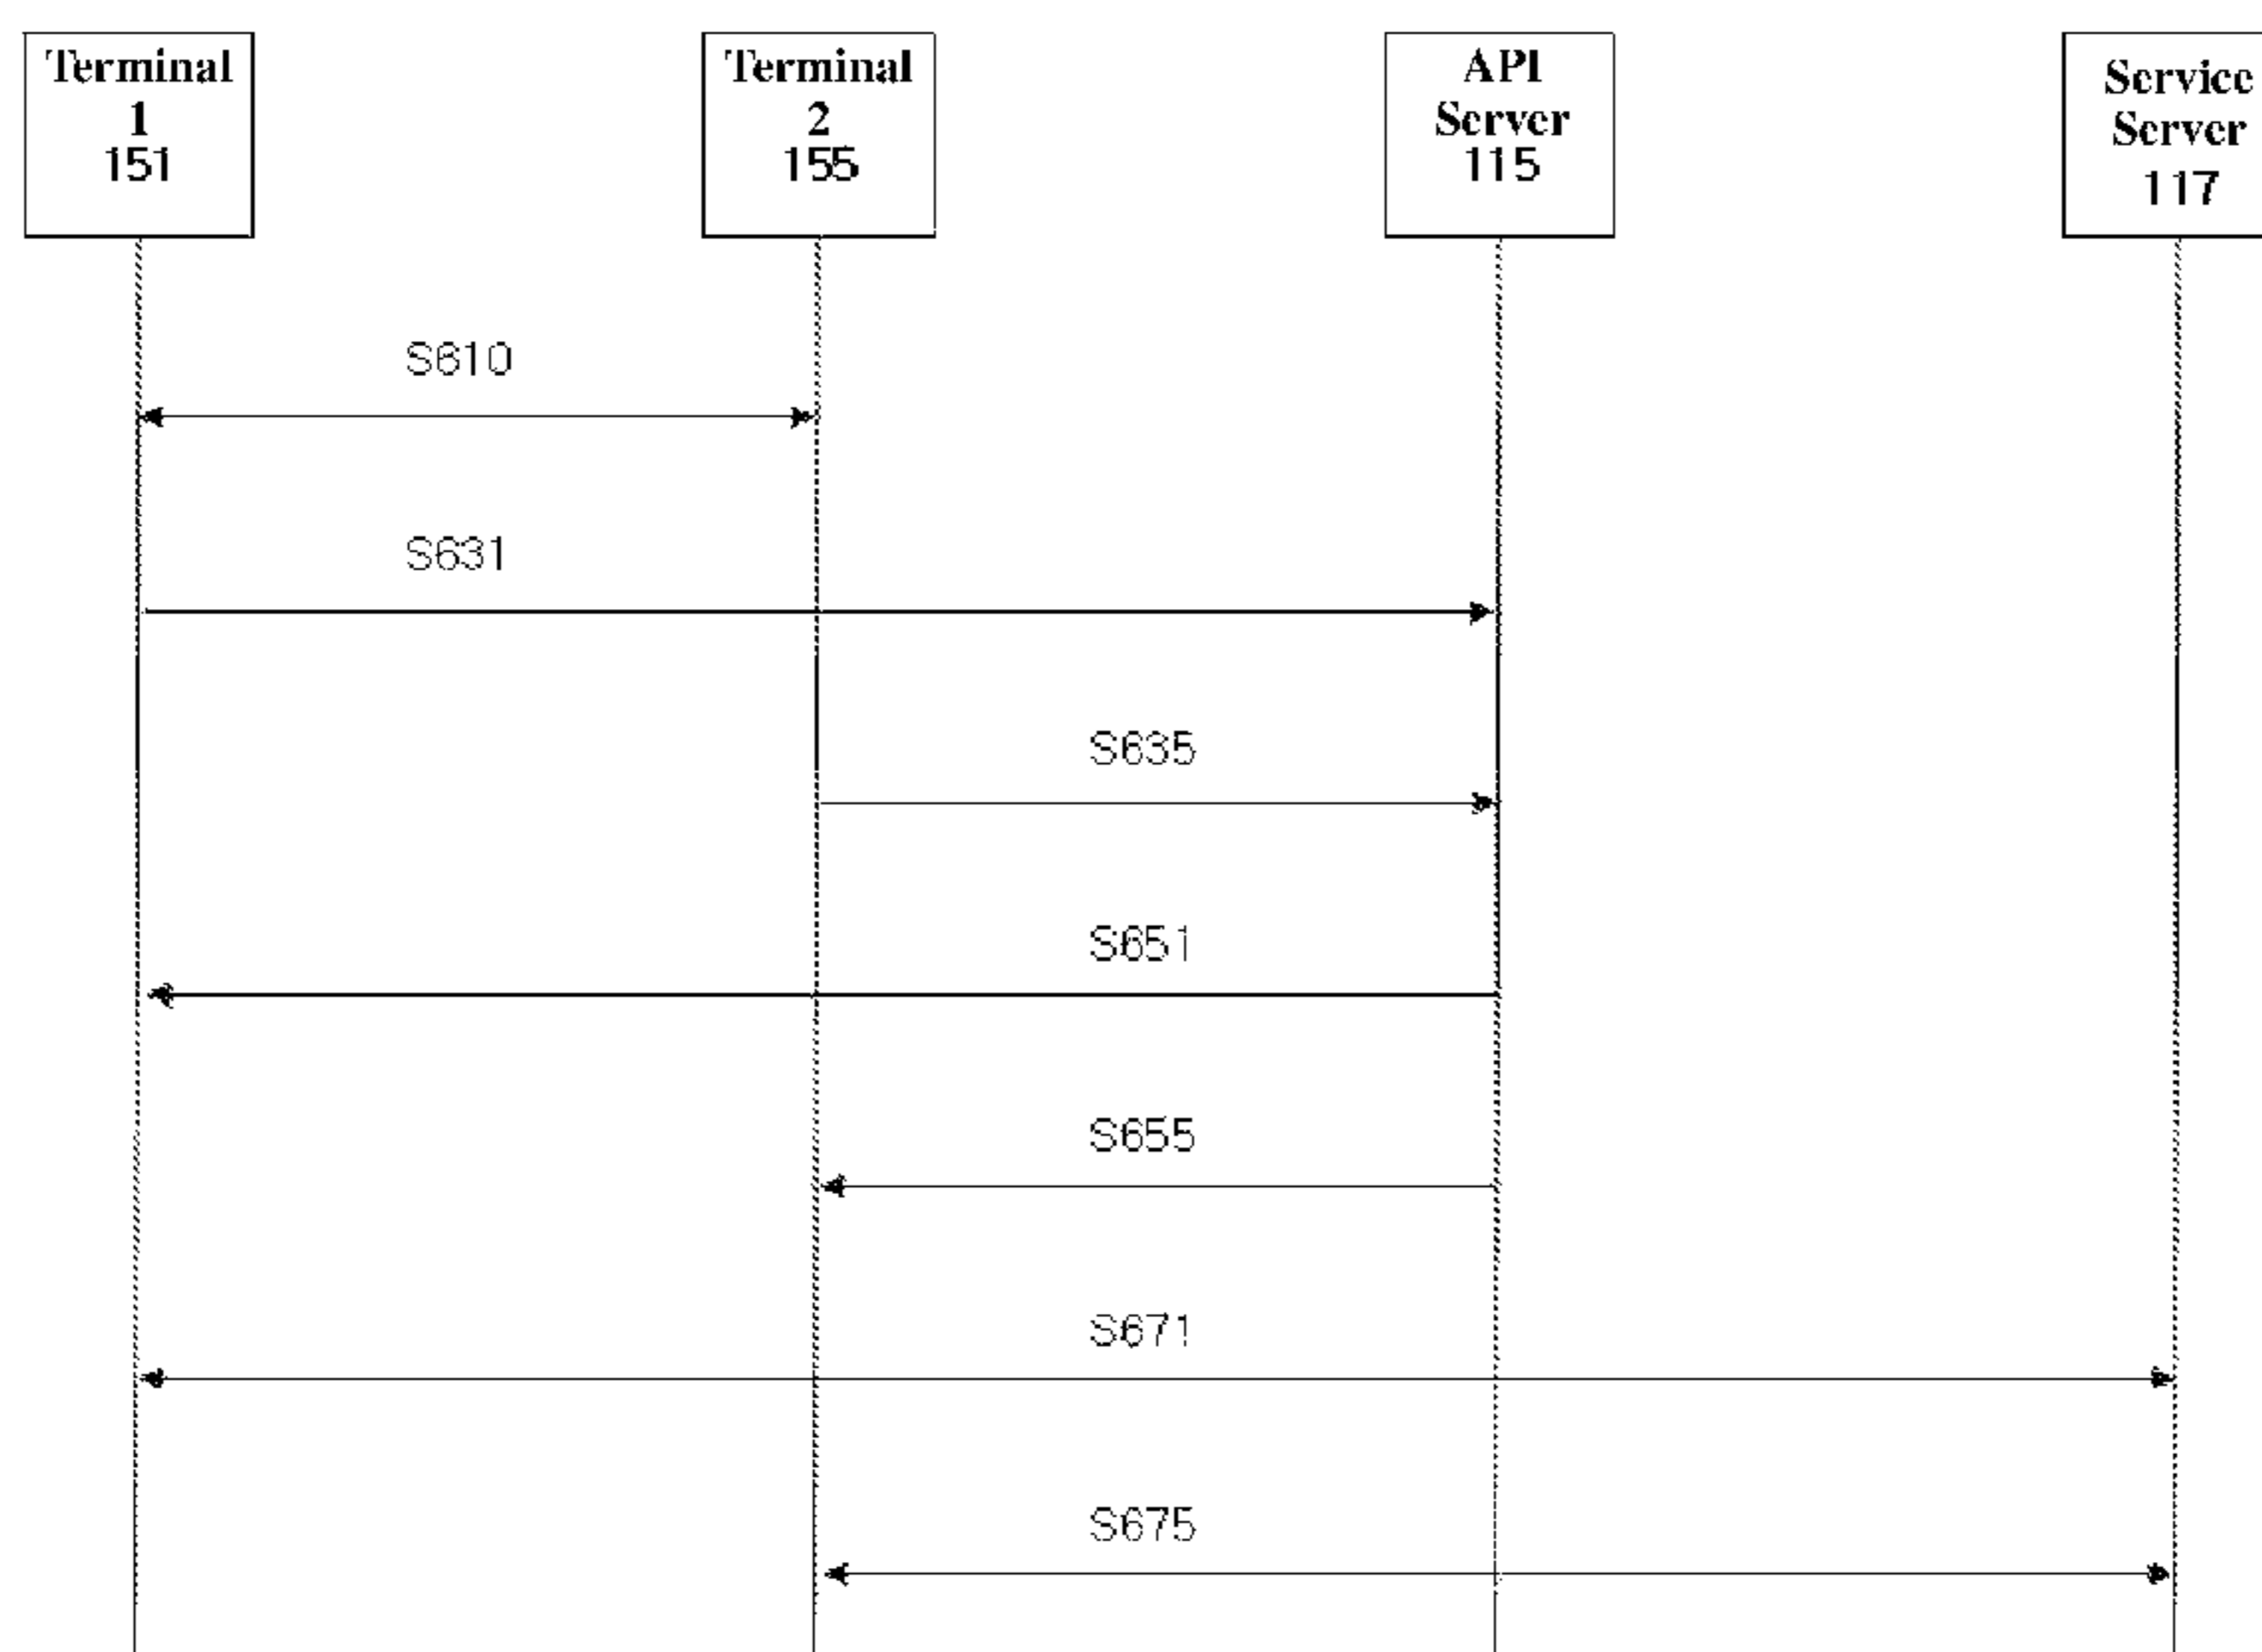 Terminal
1
151
Terminal
2
155
API
Server
115
Service
Server
117
S610
S631
S635
S651
S655
S671
S675